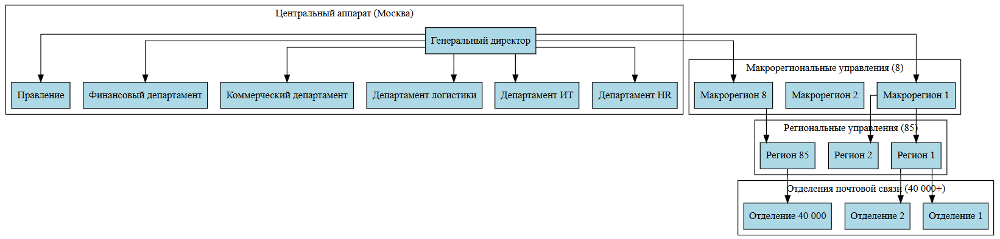 Центральный аппарат (Москва)
Генеральный директор
Правление
Финансовый департамент
Коммерческий департамент
Департамент логистики
Департамент ИТ
Департамент HR
Макрорегиональные управления (8)
Макрорегион 8
Макрорегион 2
Макрорегион 1
Региональные управления (85)
Регион 85
Регион 2
Регион 1
Отделения почтовой связи (40 000+)
Отделение 40 000
Отделение 2
Отделение 1